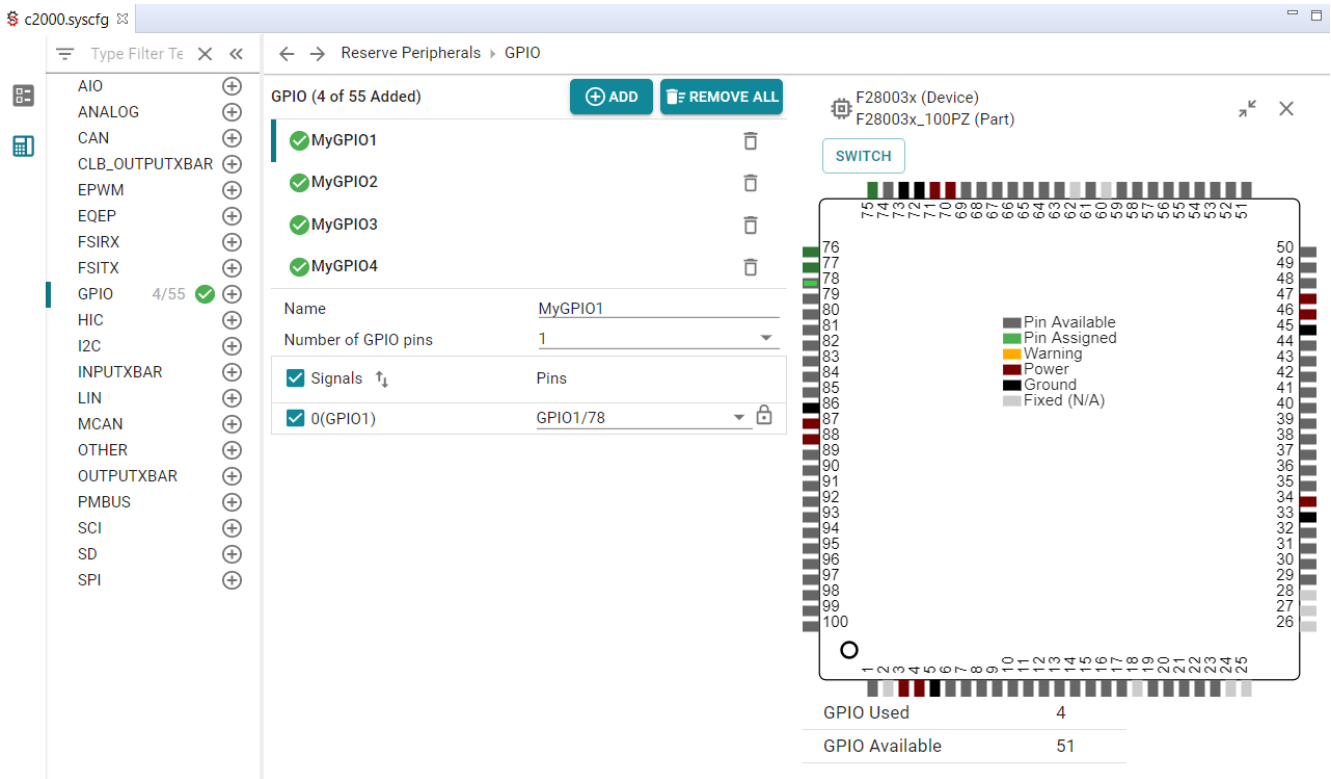 c2000.syscfg
Type Filter Te
Reserve Peripherals GPIO
AIO
ANALOG
CAN
CLB_OUTPUTXBAR
EPWM
EQEP
FSIRX
FSITX
GPIO 4/55
HIC
I2C
INPUTXBAR
LIN
MCAN
OTHER
OUTPUTXBAR
PMBUS
SCI
SD
SPI
GPIO (4 of 55 Added) ADD REMOVE ALL
MyGPIO1
MyGPIO2
MyGPIO3
MyGPIO4
Name MyGPIO1
Number of GPIO pins 1
Signals Pins
0(GPIO1) GPIO1/78
F28003x (Device)
F28003x_100PZ (Part)
SWITCH
75 74 73 72 71 70 69 68 67 66 65 64 63 62 61 60 59 58 57 56 55 54 53 52 51
76 50
77 49
78 48
79 47
80 46
81 45
82 44
83 43
84 42
85 41
86 40
87 39
88 38
89 37
90 36
91 35
92 34
93 33
94 32
95 31
96 30
97 29
98 28
99 27
100 26
Pin Available
Pin Assigned
Warning
Power
Ground
Fixed (N/A)
1 2 3 4 5 6 7 8 9 10 11 12 13 14 15 16 17 18 19 20 21 22 23 24 25
GPIO Used 4
GPIO Available 51